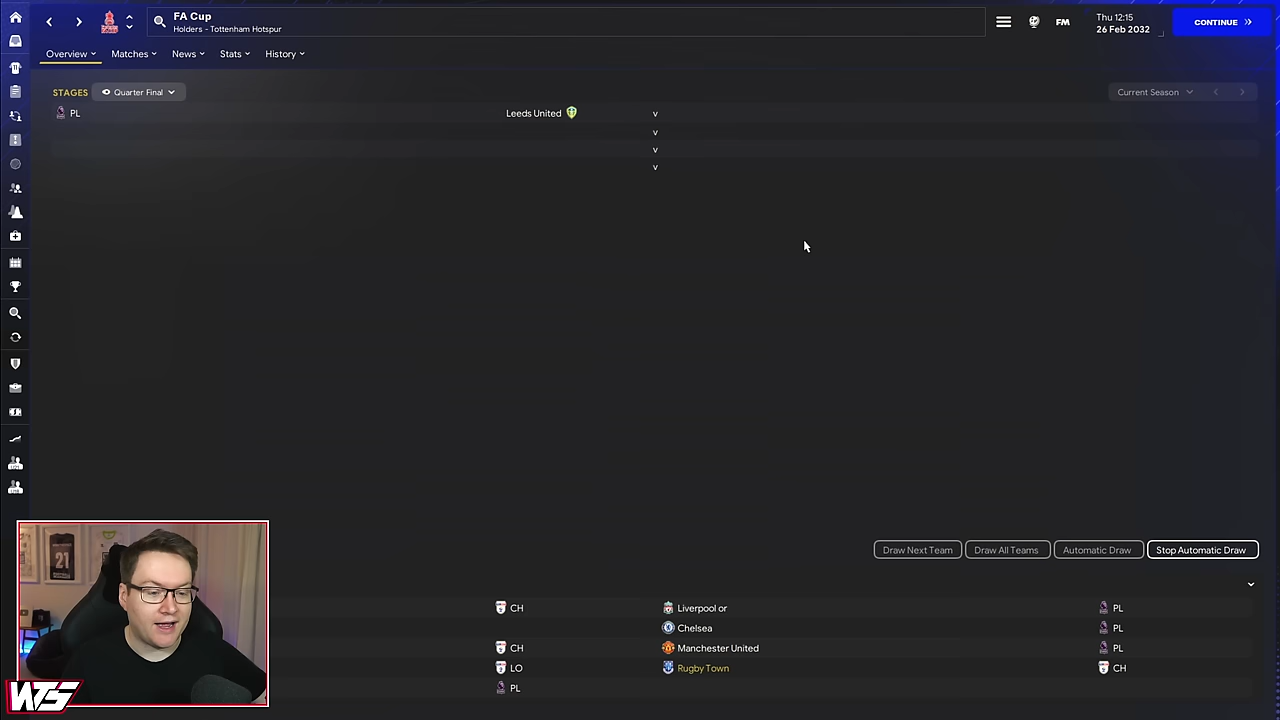 FA Cup
Holders - Tottenham Hotspur
FM
Thu 12:15
26 Feb 2032
CONTINUE
Overview
Matches
News
Stats
History
STAGES
Quarter Final
Current Season
PL
Leeds United
v
v
v
v
Draw Next Team
Draw All Teams
Automatic Draw
Stop Automatic Draw
CH
Liverpool or
PL
Chelsea
PL
CH
Manchester United
PL
LO
Rugby Town
CH
PL
21
WTS